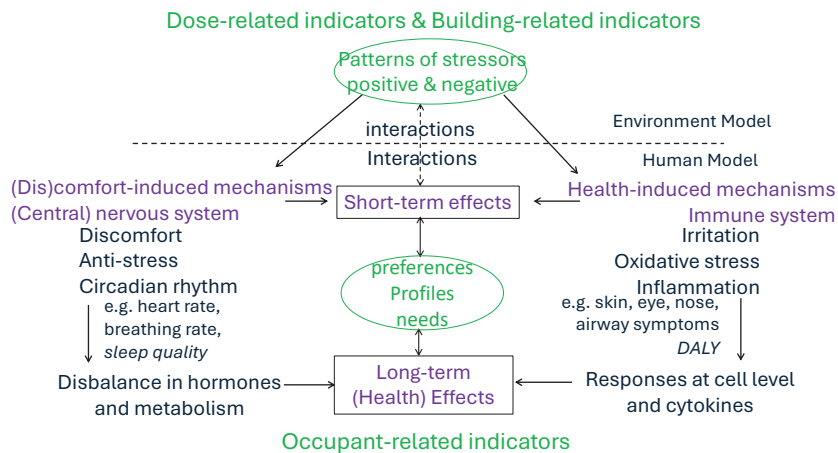 Dose-related indicators & Building-related indicators
Patterns of stressors
positive & negative
interactions
Environment Model
Interactions
Human Model
(Dis)comfort-induced mechanisms
(Central) nervous system
Short-term effects
Health-induced mechanisms
Immune system
Discomfort
Anti-stress
Circadian rhythm
e.g. heart rate,
breathing rate,
sleep quality
preferences
Profiles
needs
Irritation
Oxidative stress
Inflammation
e.g. skin, eye, nose,
airway symptoms
DALY
Disbalance in hormones
and metabolism
Long-term
(Health) Effects
Responses at cell level
and cytokines
Occupant-related indicators